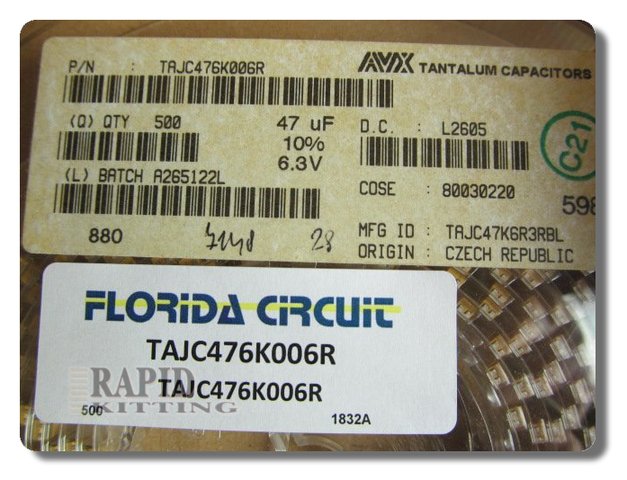 P/N : TAJC476K006R
AVX TANTALUM CAPACITORS
(Q) QTY 500
47 uF
10%
6.3V
D.C. : L2605
C21
(L) BATCH A265122L
COSE : 80030220
598
880
28
MFG ID : TAJC47K6R3RBL
ORIGIN : CZECH REPUBLIC
FLORIDA CIRCUIT
TAJC476K006R
RAPID
TAJC476K006R
KITTING
500
1832A